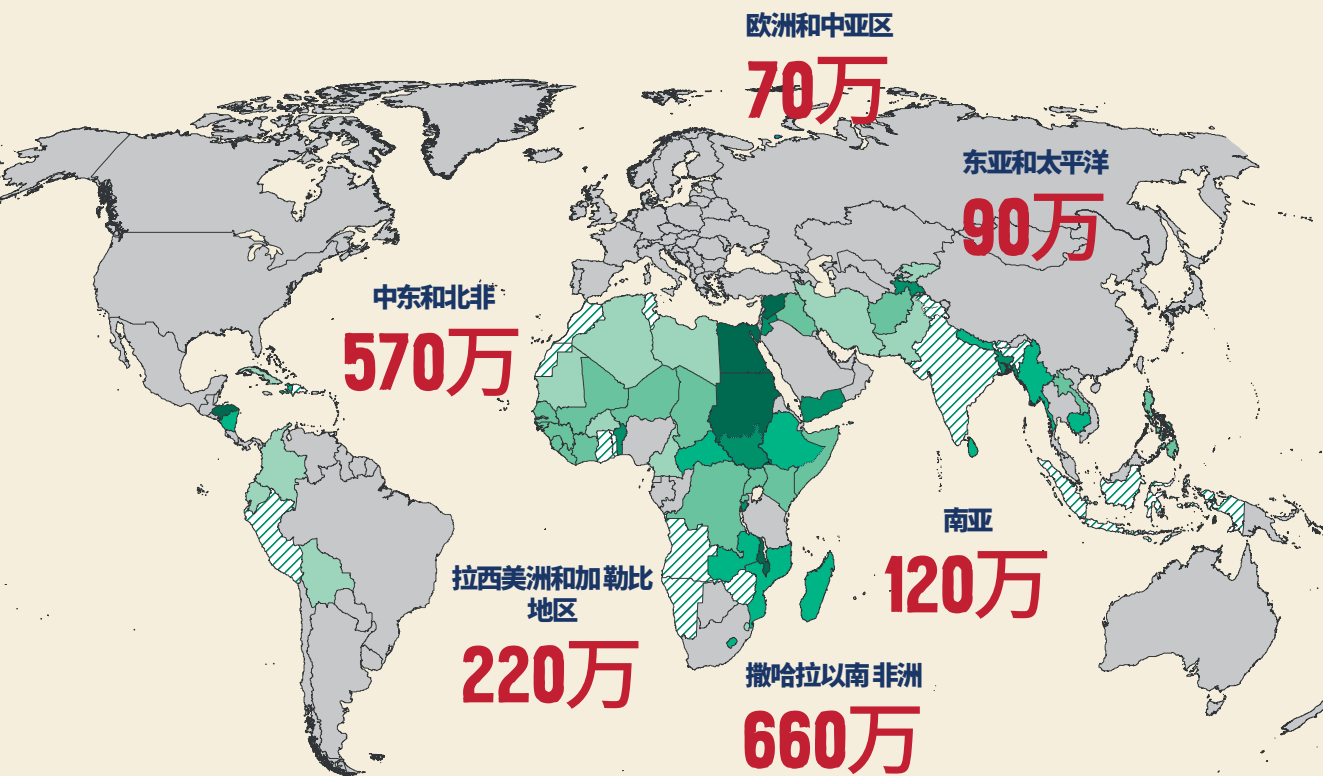 欧洲和中亚区
70万
东亚和太平洋
90万
中东和北非
570万
南亚
120万
拉西美洲和加勒比
地区
220万
撒哈拉以南非洲
660万